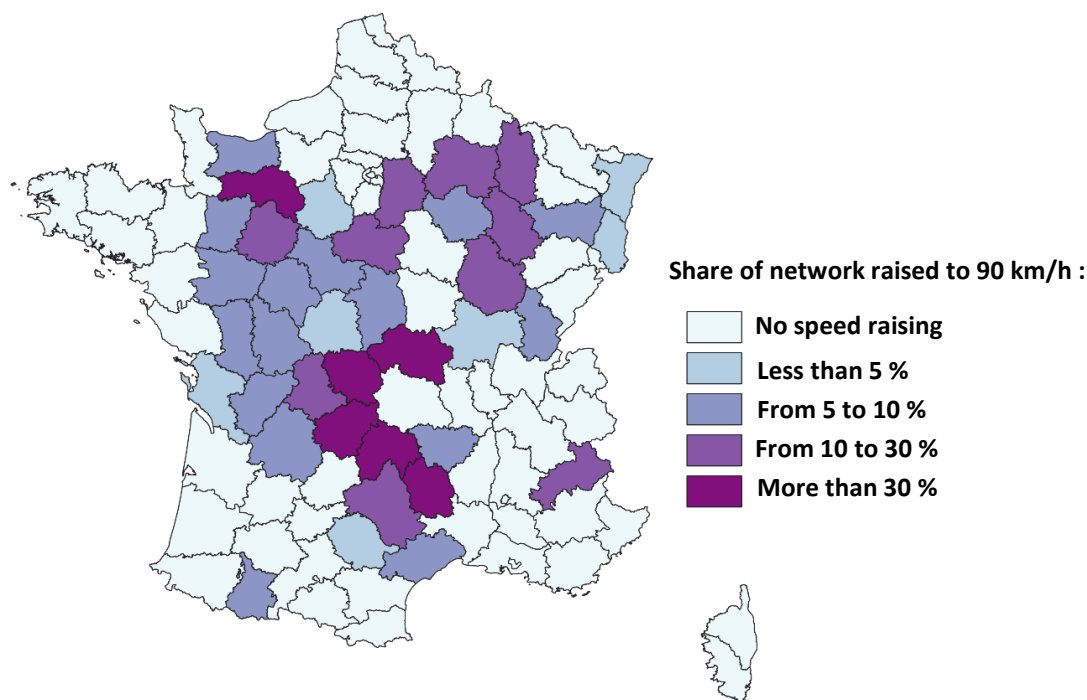 Share of network raised to 90 km/h :
No speed raising
Less than 5 %
From 5 to 10 %
From 10 to 30 %
More than 30 %